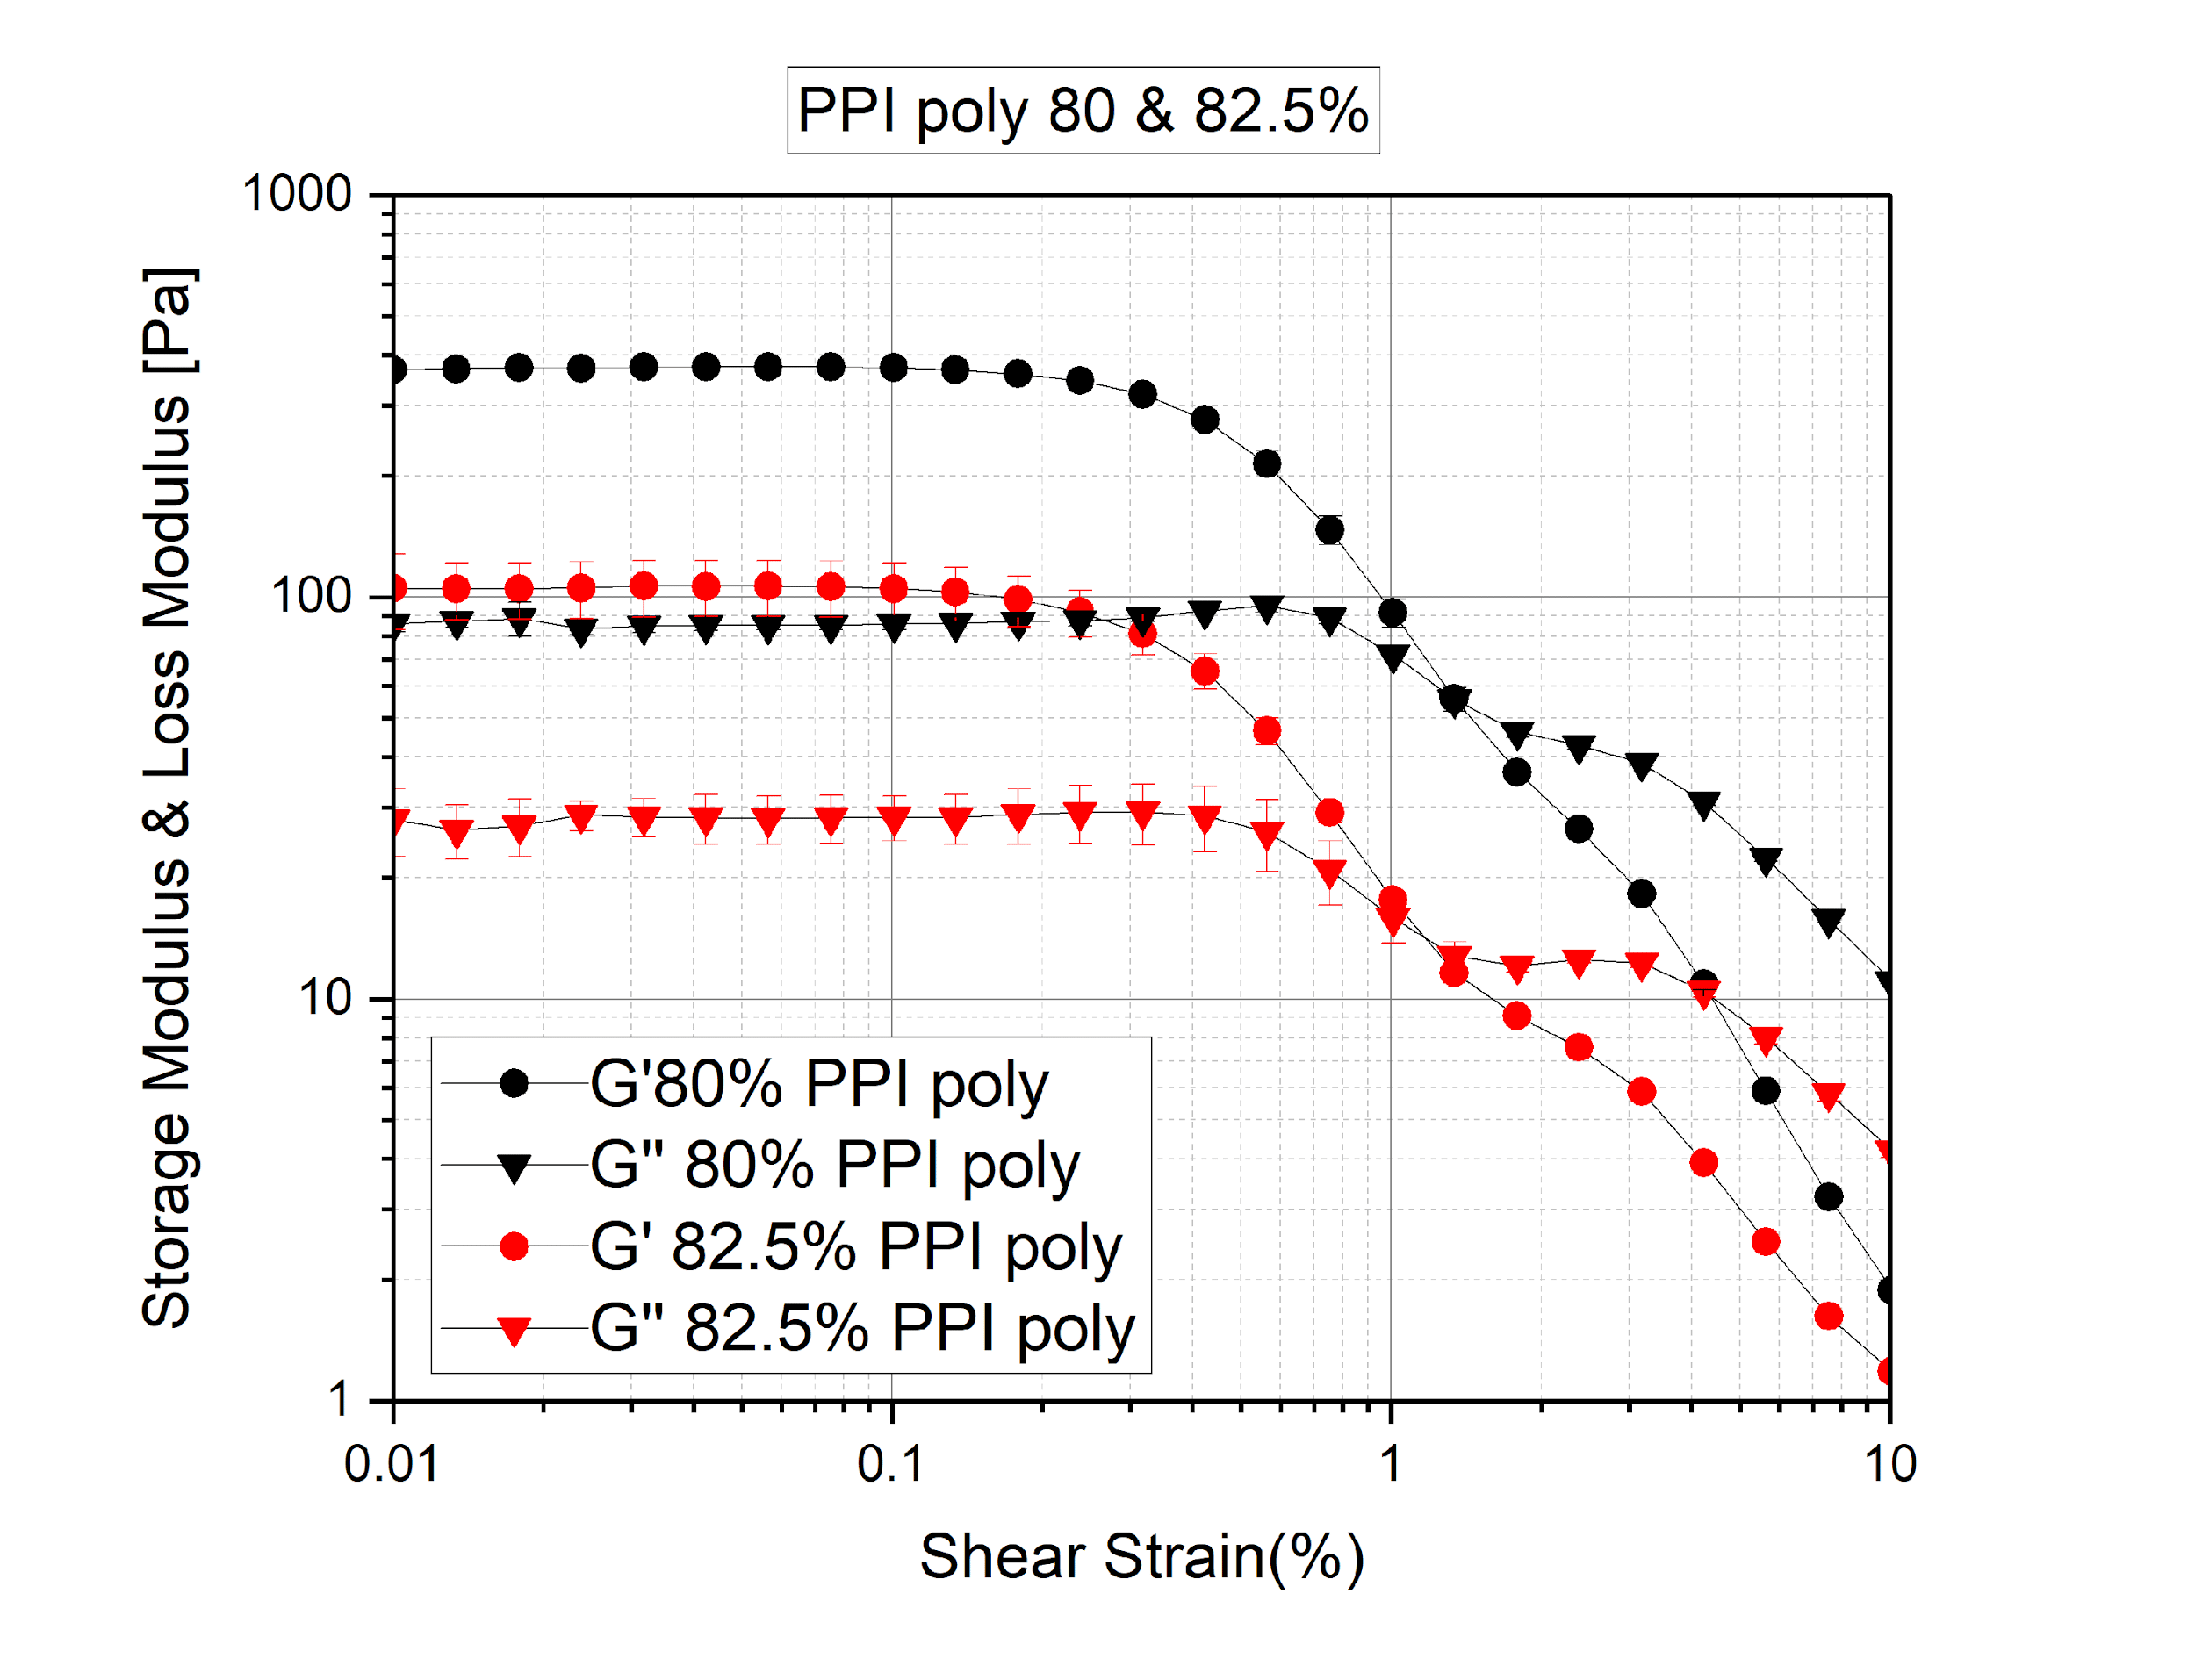 PPI poly 80 & 82.5%
Storage Modulus & Loss Modulus [Pa]
1000
100
10
1
G'80% PPI poly
G" 80% PPI poly
G' 82.5% PPI poly
G" 82.5% PPI poly
0.01 0.1 1 10
Shear Strain(%)